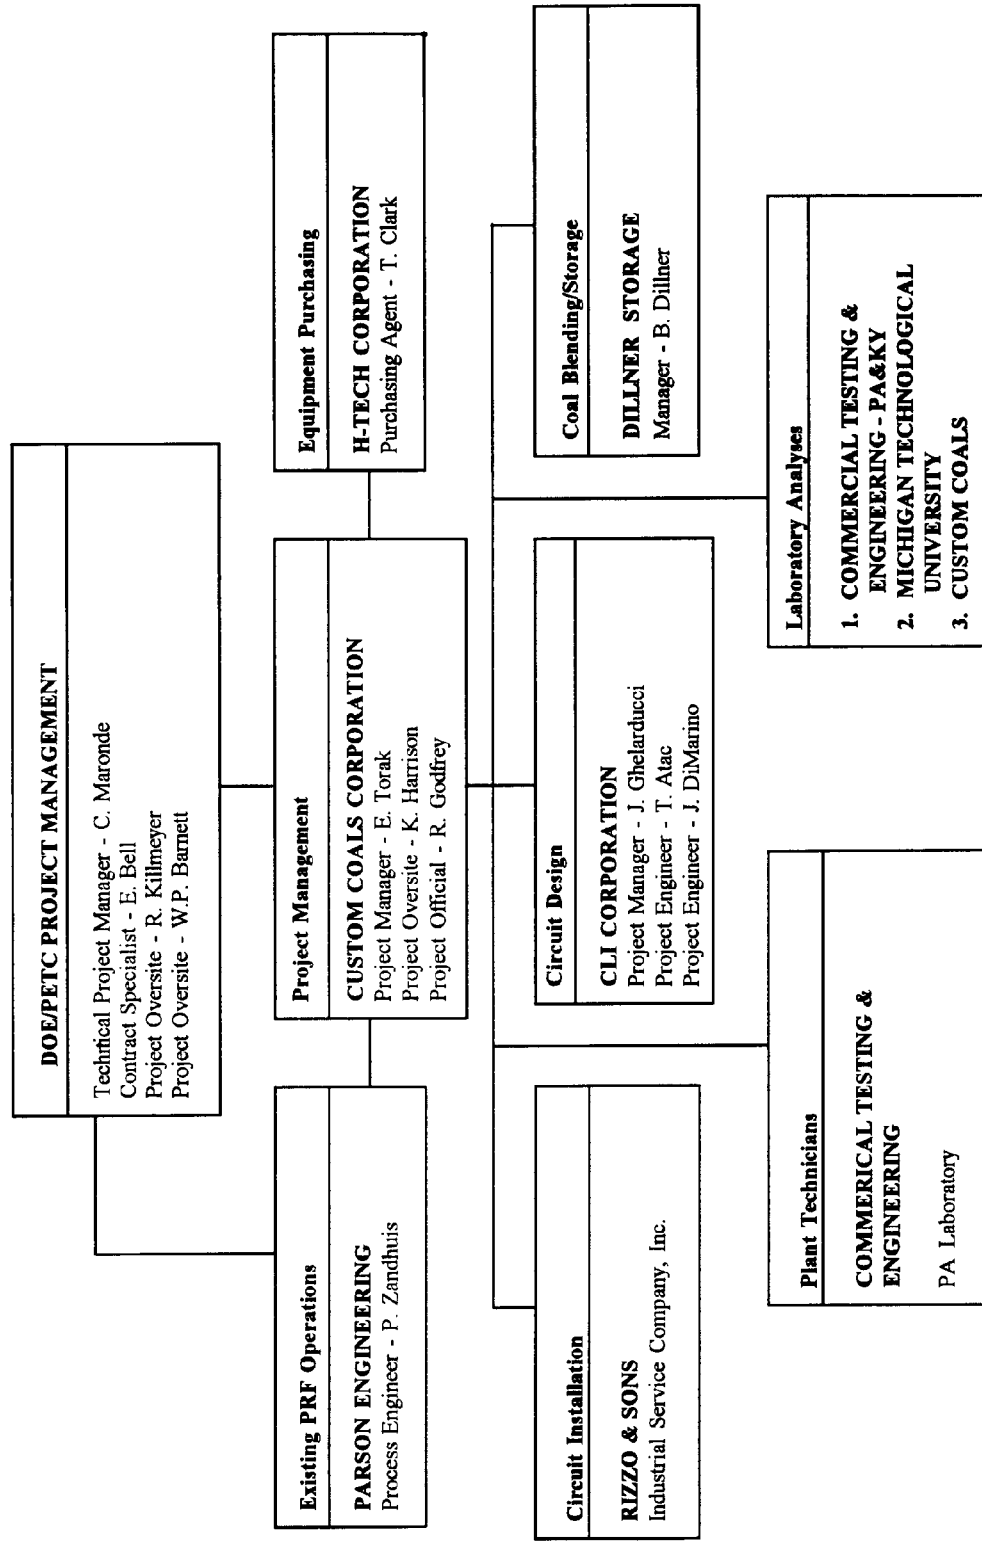 DOE/PETC PROJECT MANAGEMENT
Techrtical Project Manager - C. Maronde
Contract Specialist - E. Bell
Project Oversite - R. Killmeyer
Project Oversite - W.P. Barnett
Existing PRF Operations
PARSON ENGINEERING
Process Engineer - P. Zandhuis
Project Management
CUSTOM COALS CORPORATION
Project Manager - E. Torak
Project Oversite - K. Harrison
Project Official - R. Godfrey
Equipment Purchasing
H-TECH CORPORATION
Purchasing Agent - T. Clark
Circuit Installation
RIZZO & SONS
Industrial Service Company, Inc.
Circuit Design
CLI CORPORATION
Project Manager - J. Ghelarducci
Project Engineer - T. Atac
Project Engineer - J. DiMarino
Coal Blending/Storage
DILLNER STORAGE
Manager - B. Dillner
Plant Technicians
COMMERICAL TESTING &
ENGINEERING
PA Laboratory
Laboratory Analyses
1. COMMERCIAL TESTING &
ENGINEERING - PA&KY
2. MICHIGAN TECHNOLOGICAL
UNIVERSITY
3. CUSTOM COALS